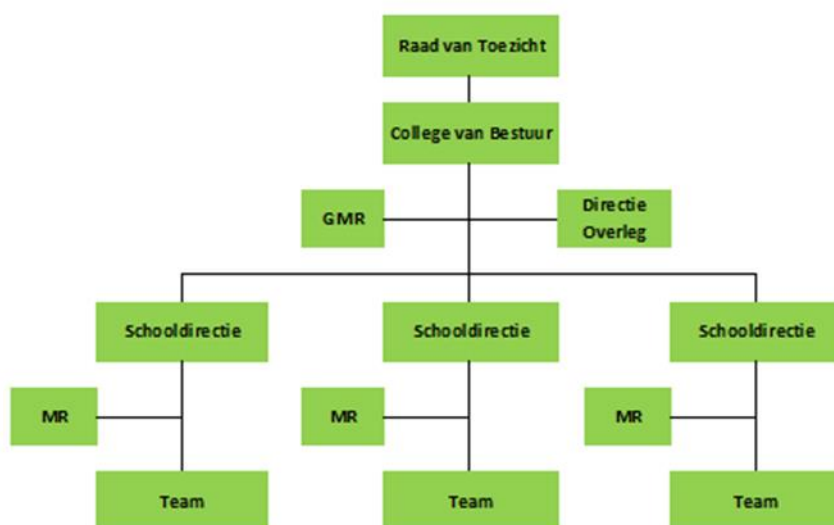 Raad van Toezicht
College van Bestuur
GMR
Directie
Overleg
Schooldirectie
Schooldirectie
Schooldirectie
MR
MR
MR
Team
Team
Team